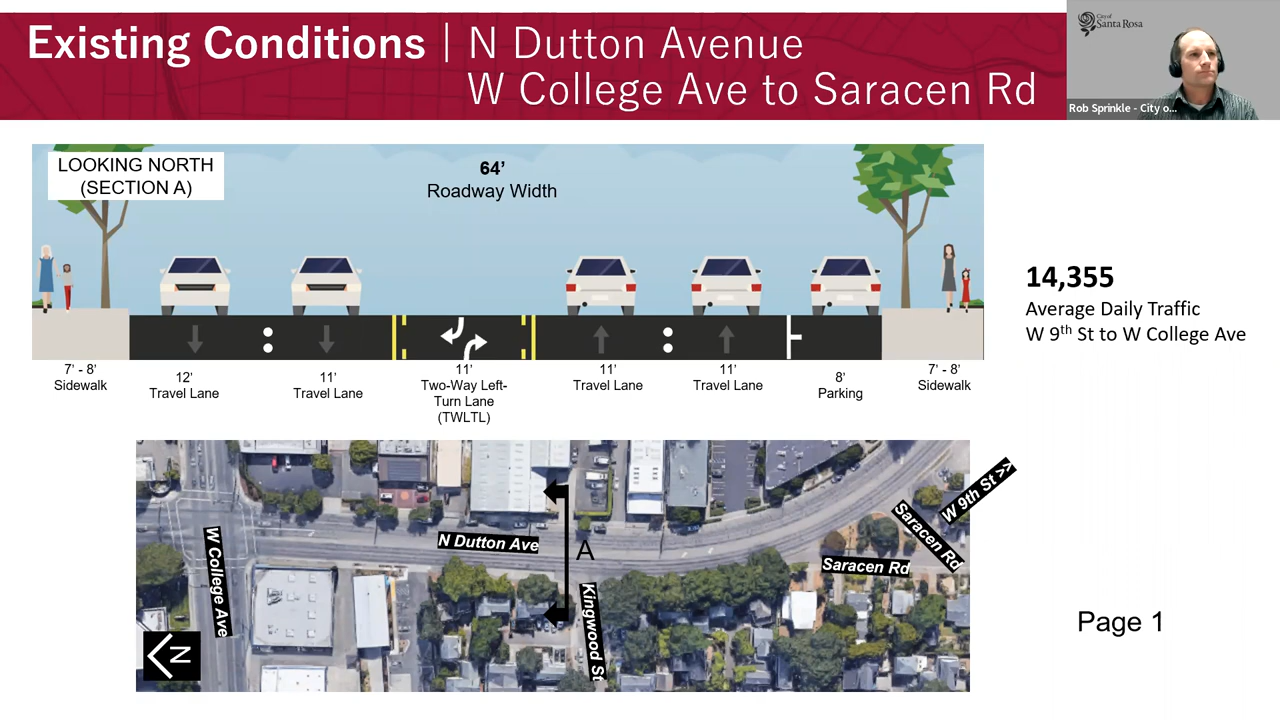 Existing Conditions | N Dutton Avenue
W College Ave to Saracen Rd
City of
Santa Rosa
Rob Sprinkle - City o...
LOOKING NORTH
(SECTION A)
64’
Roadway Width
7' - 8'
Sidewalk
12’
Travel Lane
11’
Travel Lane
11’
Two-Way Left-
Turn Lane
(TWLTL)
11’
Travel Lane
11’
Travel Lane
8’
Parking
7' - 8'
Sidewalk
14,355
Average Daily Traffic
W 9th St to W College Ave
W College Ave
N Dutton Ave
A
Kingwood St
Saracen Rd
Saracen Rd
W 9th St >>
N
Page 1